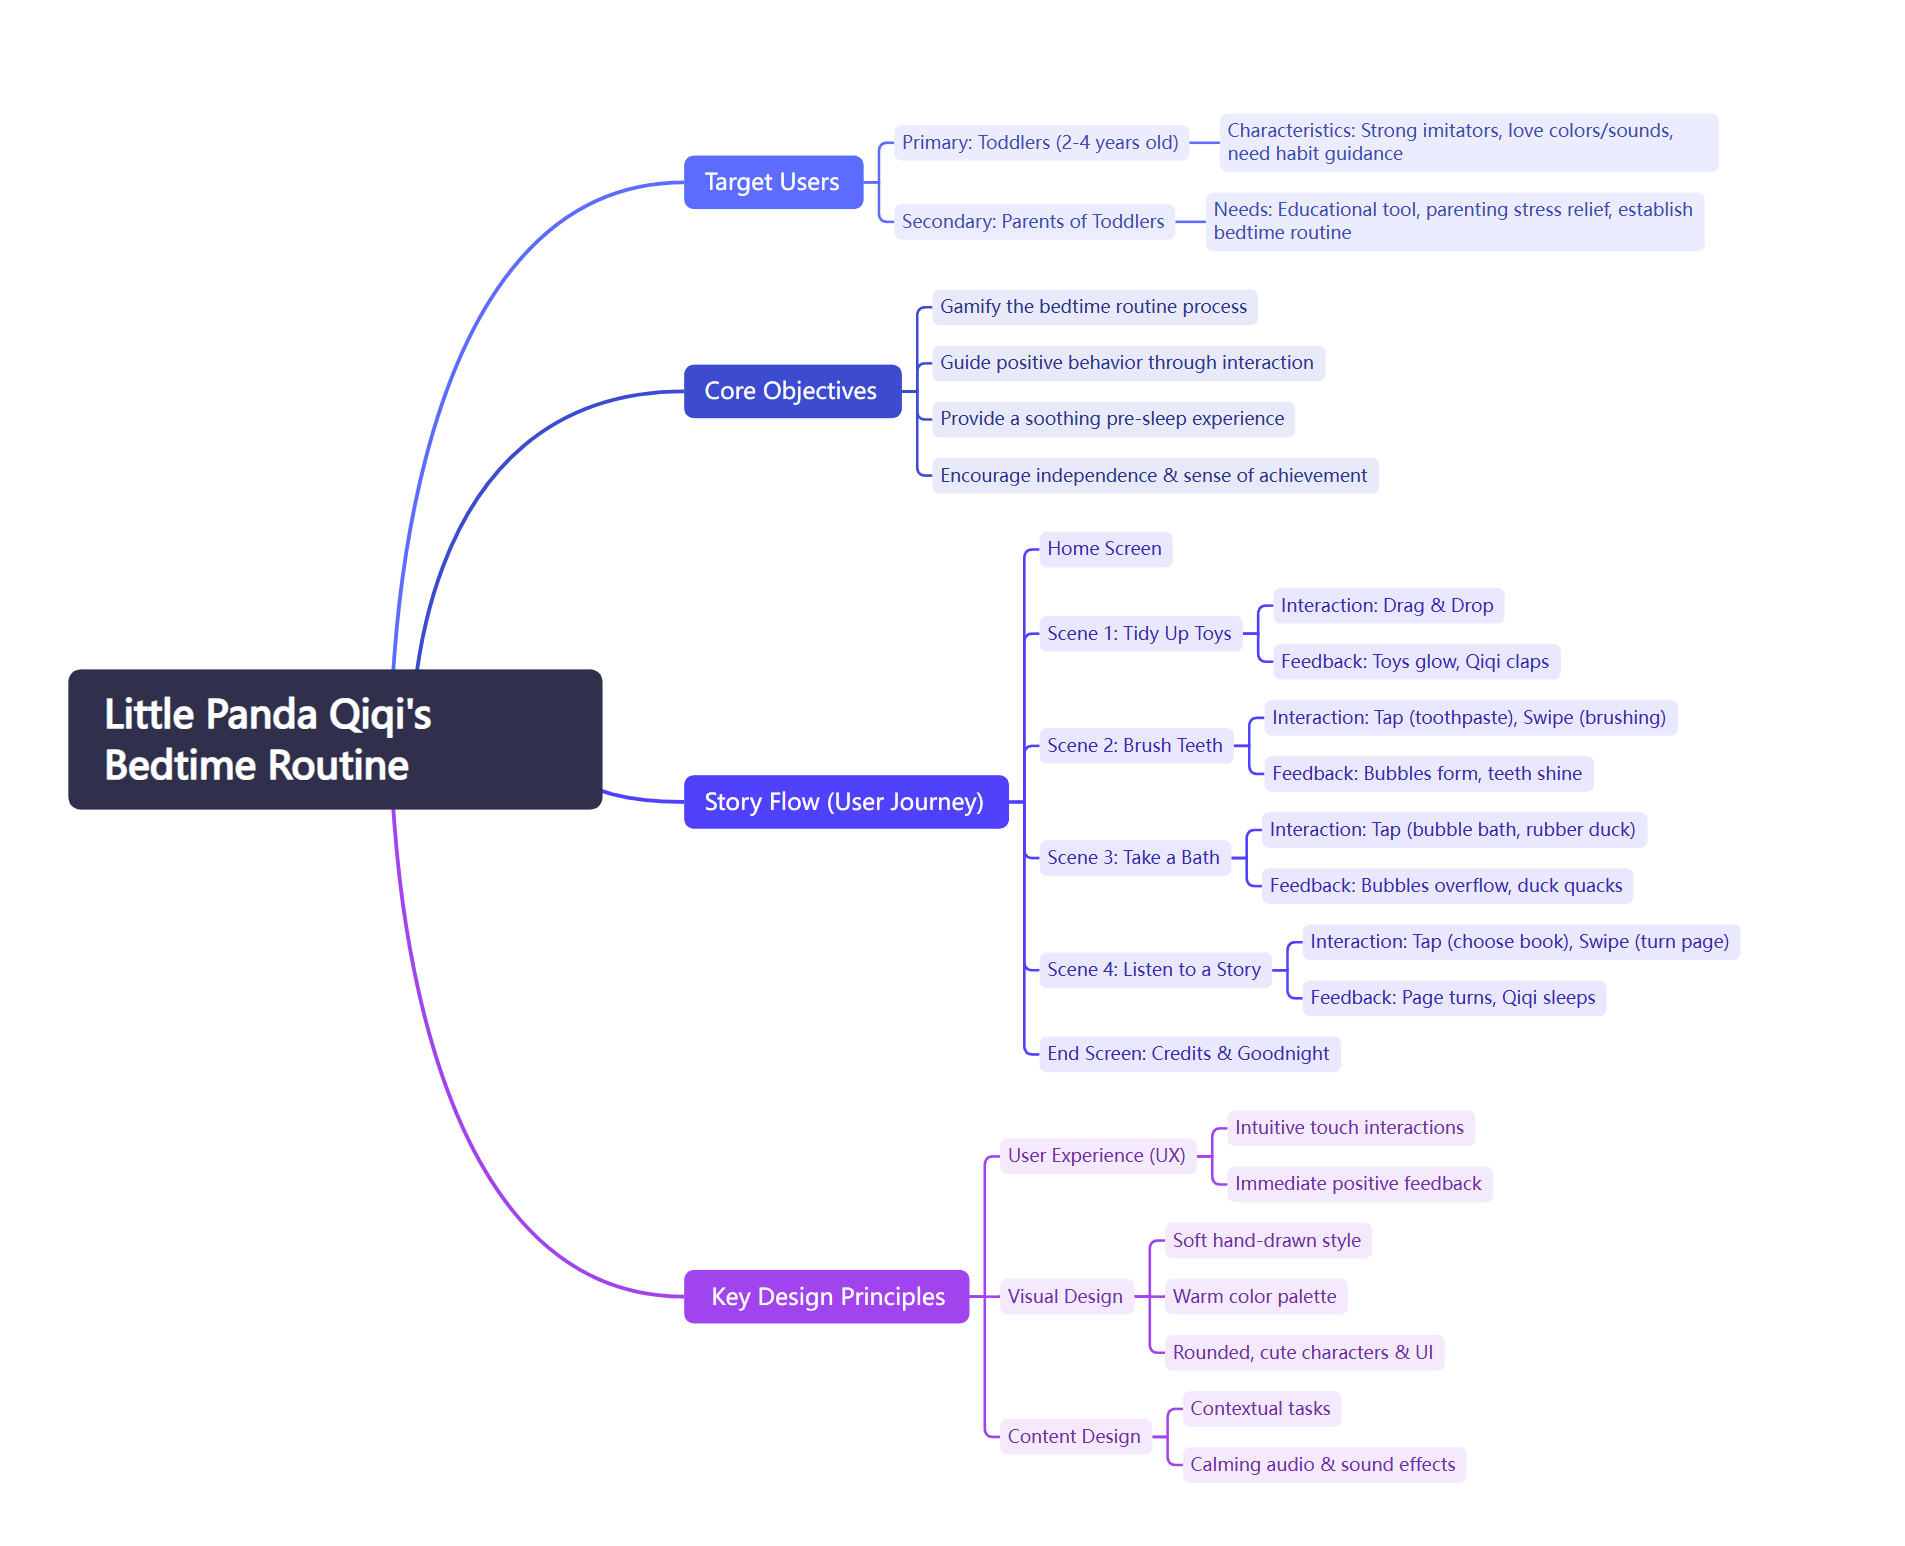 Little Panda Qiqi's
Bedtime Routine
Target Users
Primary: Toddlers (2-4 years old)
Characteristics: Strong imitators, love colors/sounds,
need habit guidance
Secondary: Parents of Toddlers
Needs: Educational tool, parenting stress relief, establish
bedtime routine
Core Objectives
Gamify the bedtime routine process
Guide positive behavior through interaction
Provide a soothing pre-sleep experience
Encourage independence & sense of achievement
Story Flow (User Journey)
Home Screen
Scene 1: Tidy Up Toys
Interaction: Drag & Drop
Feedback: Toys glow, Qiqi claps
Scene 2: Brush Teeth
Interaction: Tap (toothpaste), Swipe (brushing)
Feedback: Bubbles form, teeth shine
Scene 3: Take a Bath
Interaction: Tap (bubble bath, rubber duck)
Feedback: Bubbles overflow, duck quacks
Scene 4: Listen to a Story
Interaction: Tap (choose book), Swipe (turn page)
Feedback: Page turns, Qiqi sleeps
End Screen: Credits & Goodnight
Key Design Principles
User Experience (UX)
Intuitive touch interactions
Immediate positive feedback
Visual Design
Soft hand-drawn style
Warm color palette
Rounded, cute characters & UI
Content Design
Contextual tasks
Calming audio & sound effects